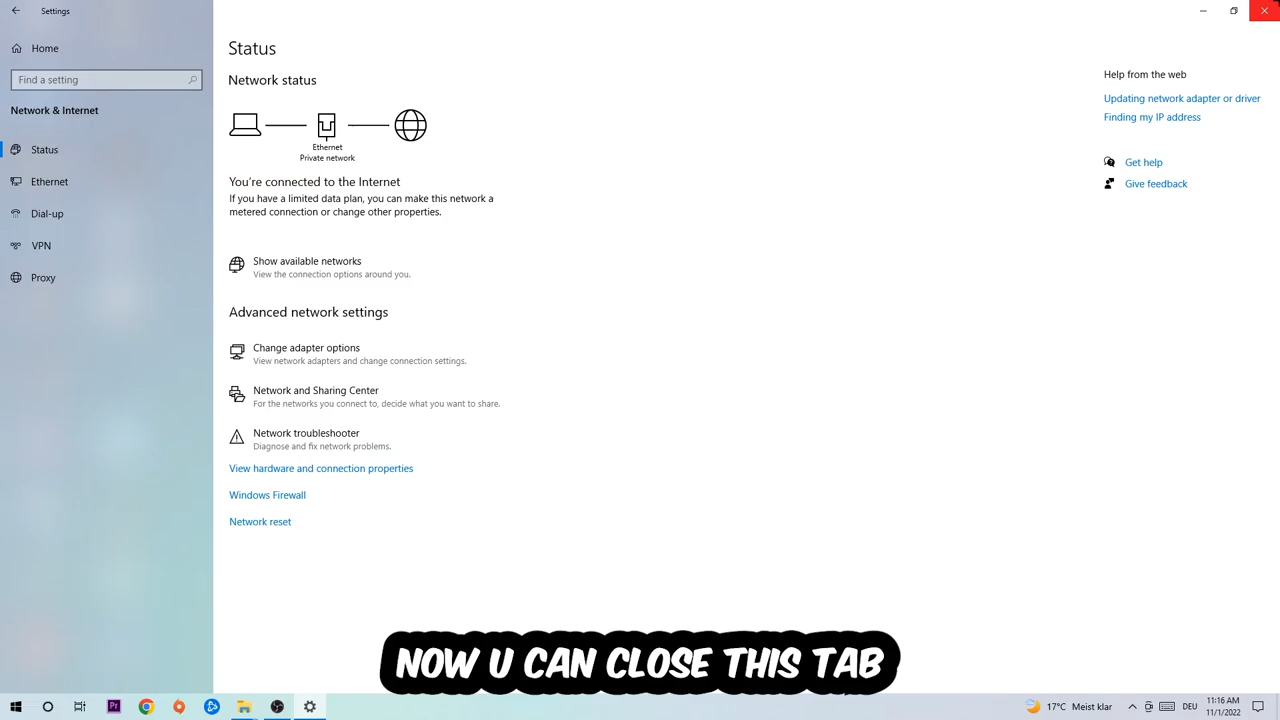 Settings
Home
Find a setting
Network & Internet
Status
Ethernet
Dial-up
VPN
Proxy
Status
Network status
Ethernet
Private network
You're connected to the Internet
If you have a limited data plan, you can make this network a
metered connection or change other properties.
Show available networks
View the connection options around you.
Advanced network settings
Change adapter options
View network adapters and change connection settings.
Network and Sharing Center
For the networks you connect to, decide what you want to share.
Network troubleshooter
Diagnose and fix network problems.
View hardware and connection properties
Windows Firewall
Network reset
Help from the web
Updating network adapter or driver
Finding my IP address
Get help
Give feedback
NOW U CAN CLOSE THIS TAB
Pr
17°C Meist klar
DEU
11:16 AM
11/1/2022